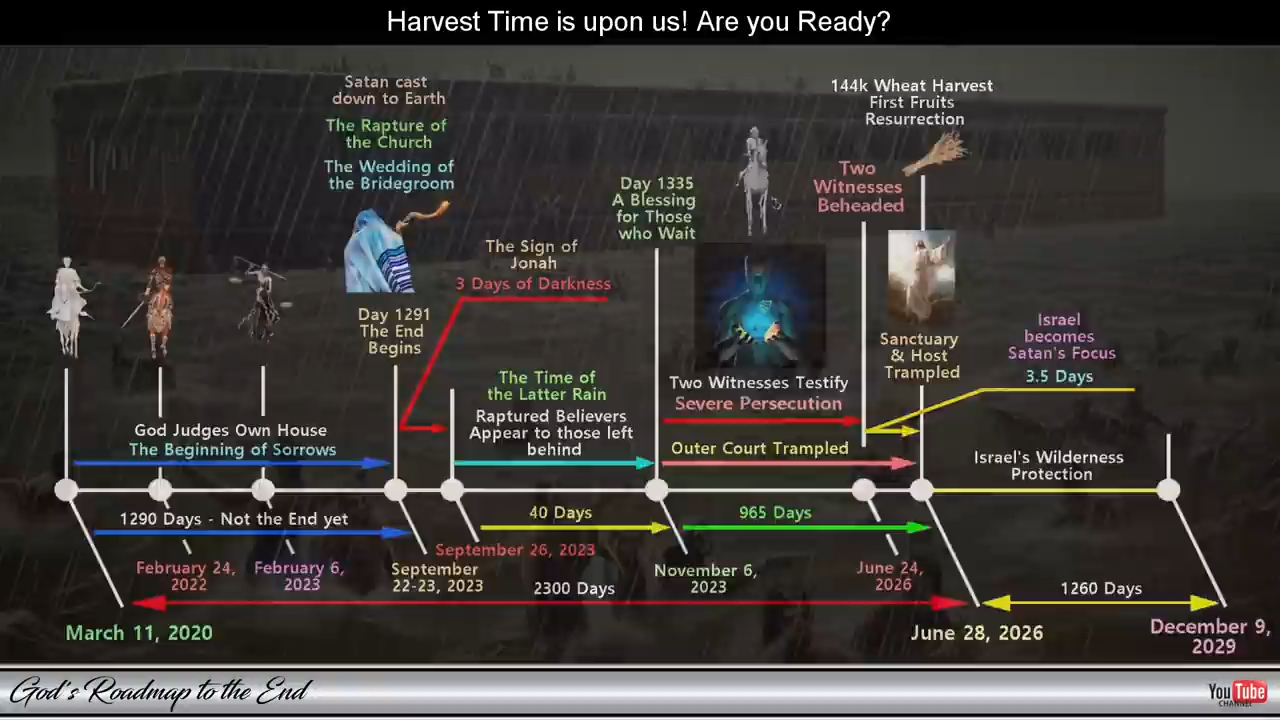 Harvest Time is upon us! Are you Ready?
Satan cast
down to Earth
The Rapture of
the Church
The Wedding of
the Bridegroom
144k Wheat Harvest
First Fruits
Resurrection
Two
Witnesses
Beheaded
Day 1335
A Blessing
for Those
who Wait
The Sign of
Jonah
3 Days of Darkness
Day 1291
The End
Begins
Israel
becomes
Satan's Focus
3.5 Days
Sanctuary
& Host
Trampled
The Time of
the Latter Rain
Raptured Believers
Appear to those left
behind
Two Witnesses Testify
Severe Persecution
Outer Court Trampled
God Judges Own House
The Beginning of Sorrows
Israel's Wilderness
Protection
1290 Days - Not the End yet
40 Days
965 Days
February 24,
2022
February 6,
2023
September
22-23, 2023
September 26, 2023
November 6,
2023
June 24,
2026
2300 Days
1260 Days
March 11, 2020
June 28, 2026
December 9,
2029
God's Roadmap to the End
YouTube
CHANNEL